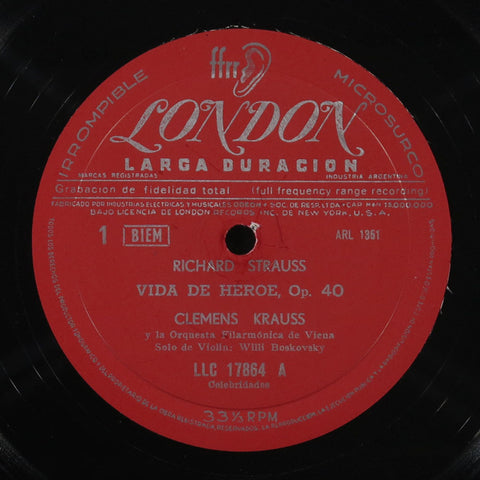 ffrr
IRROMPIBLE
MICROSURCO
LONDON
LARGA DURACION
MARCAS REGISTRADAS
INDUSTRIA ARGENTINA
Grabacion de fidelidad total (full frequency range recording)
FABRICADO POR INDUSTRIAS ELECTRICAS Y MUSICALES ODEON
BAJO LICENCIA DE LONDON RECORDS, INC. DE NEW YORK, U.S.A.
1 BIEM
ARL 1361
RICHARD STRAUSS
VIDA DE HEROE, Op. 40
CLEMENS KRAUSS
y la Orquesta Filarmónica de Viena
Solo de Violín: Willi Boskovsky
LLC 17864 A
Celebridades
33⅓ RPM